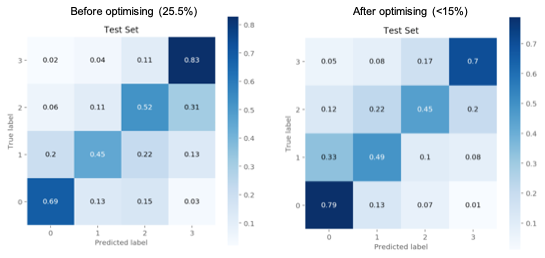 Before optimising (25.5%)
Test Set
True label
3 0.02 0.04 0.11 0.83
2 0.06 0.11 0.52 0.31
1 0.2 0.45 0.22 0.13
0 0.69 0.13 0.15 0.03
0 1 2 3
Predicted label
0.8
0.7
0.6
0.5
0.4
0.3
0.2
0.1
After optimising (<15%)
Test Set
True label
3 0.05 0.08 0.17 0.7
2 0.12 0.22 0.45 0.2
1 0.33 0.49 0.1 0.08
0 0.79 0.13 0.07 0.01
0 1 2 3
Predicted label
0.7
0.6
0.5
0.4
0.3
0.2
0.1